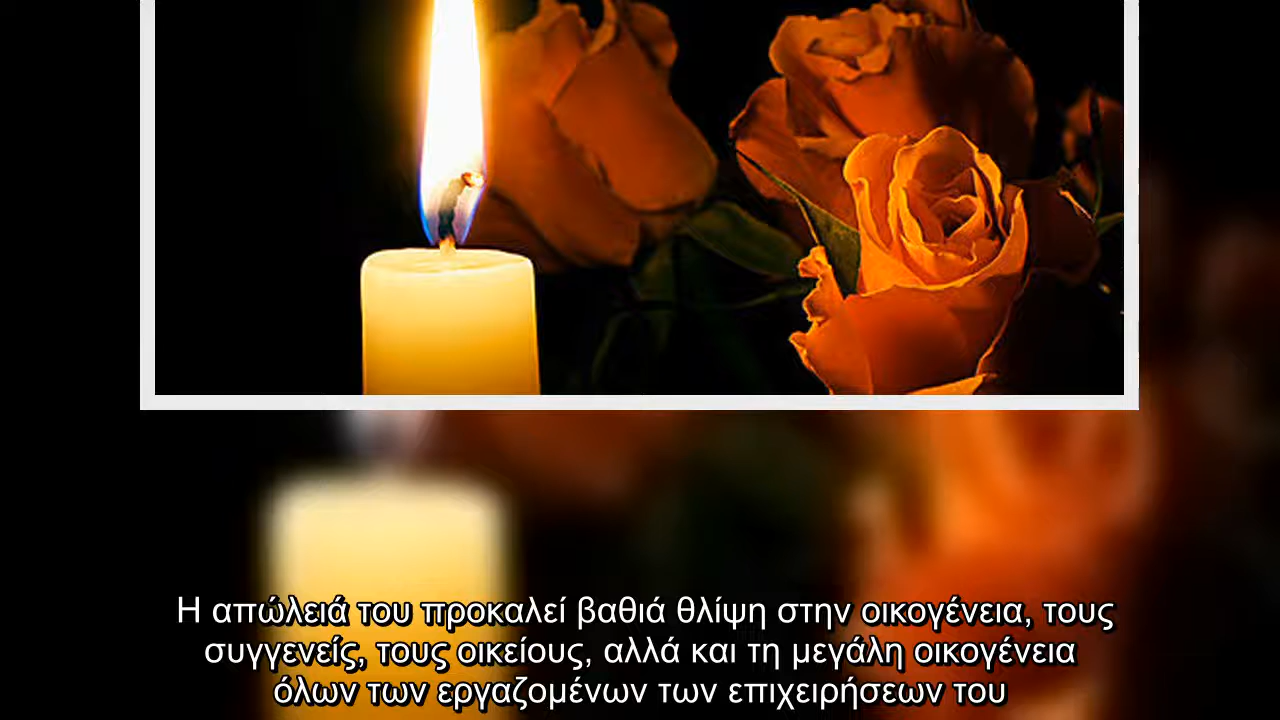 Η απώλειά του προκαλεί βαθιά θλίψη στην οικογένεια, τους
συγγενείς, τους οικείους, αλλά και τη μεγάλη οικογένεια
όλων των εργαζομένων των επιχειρήσεων του